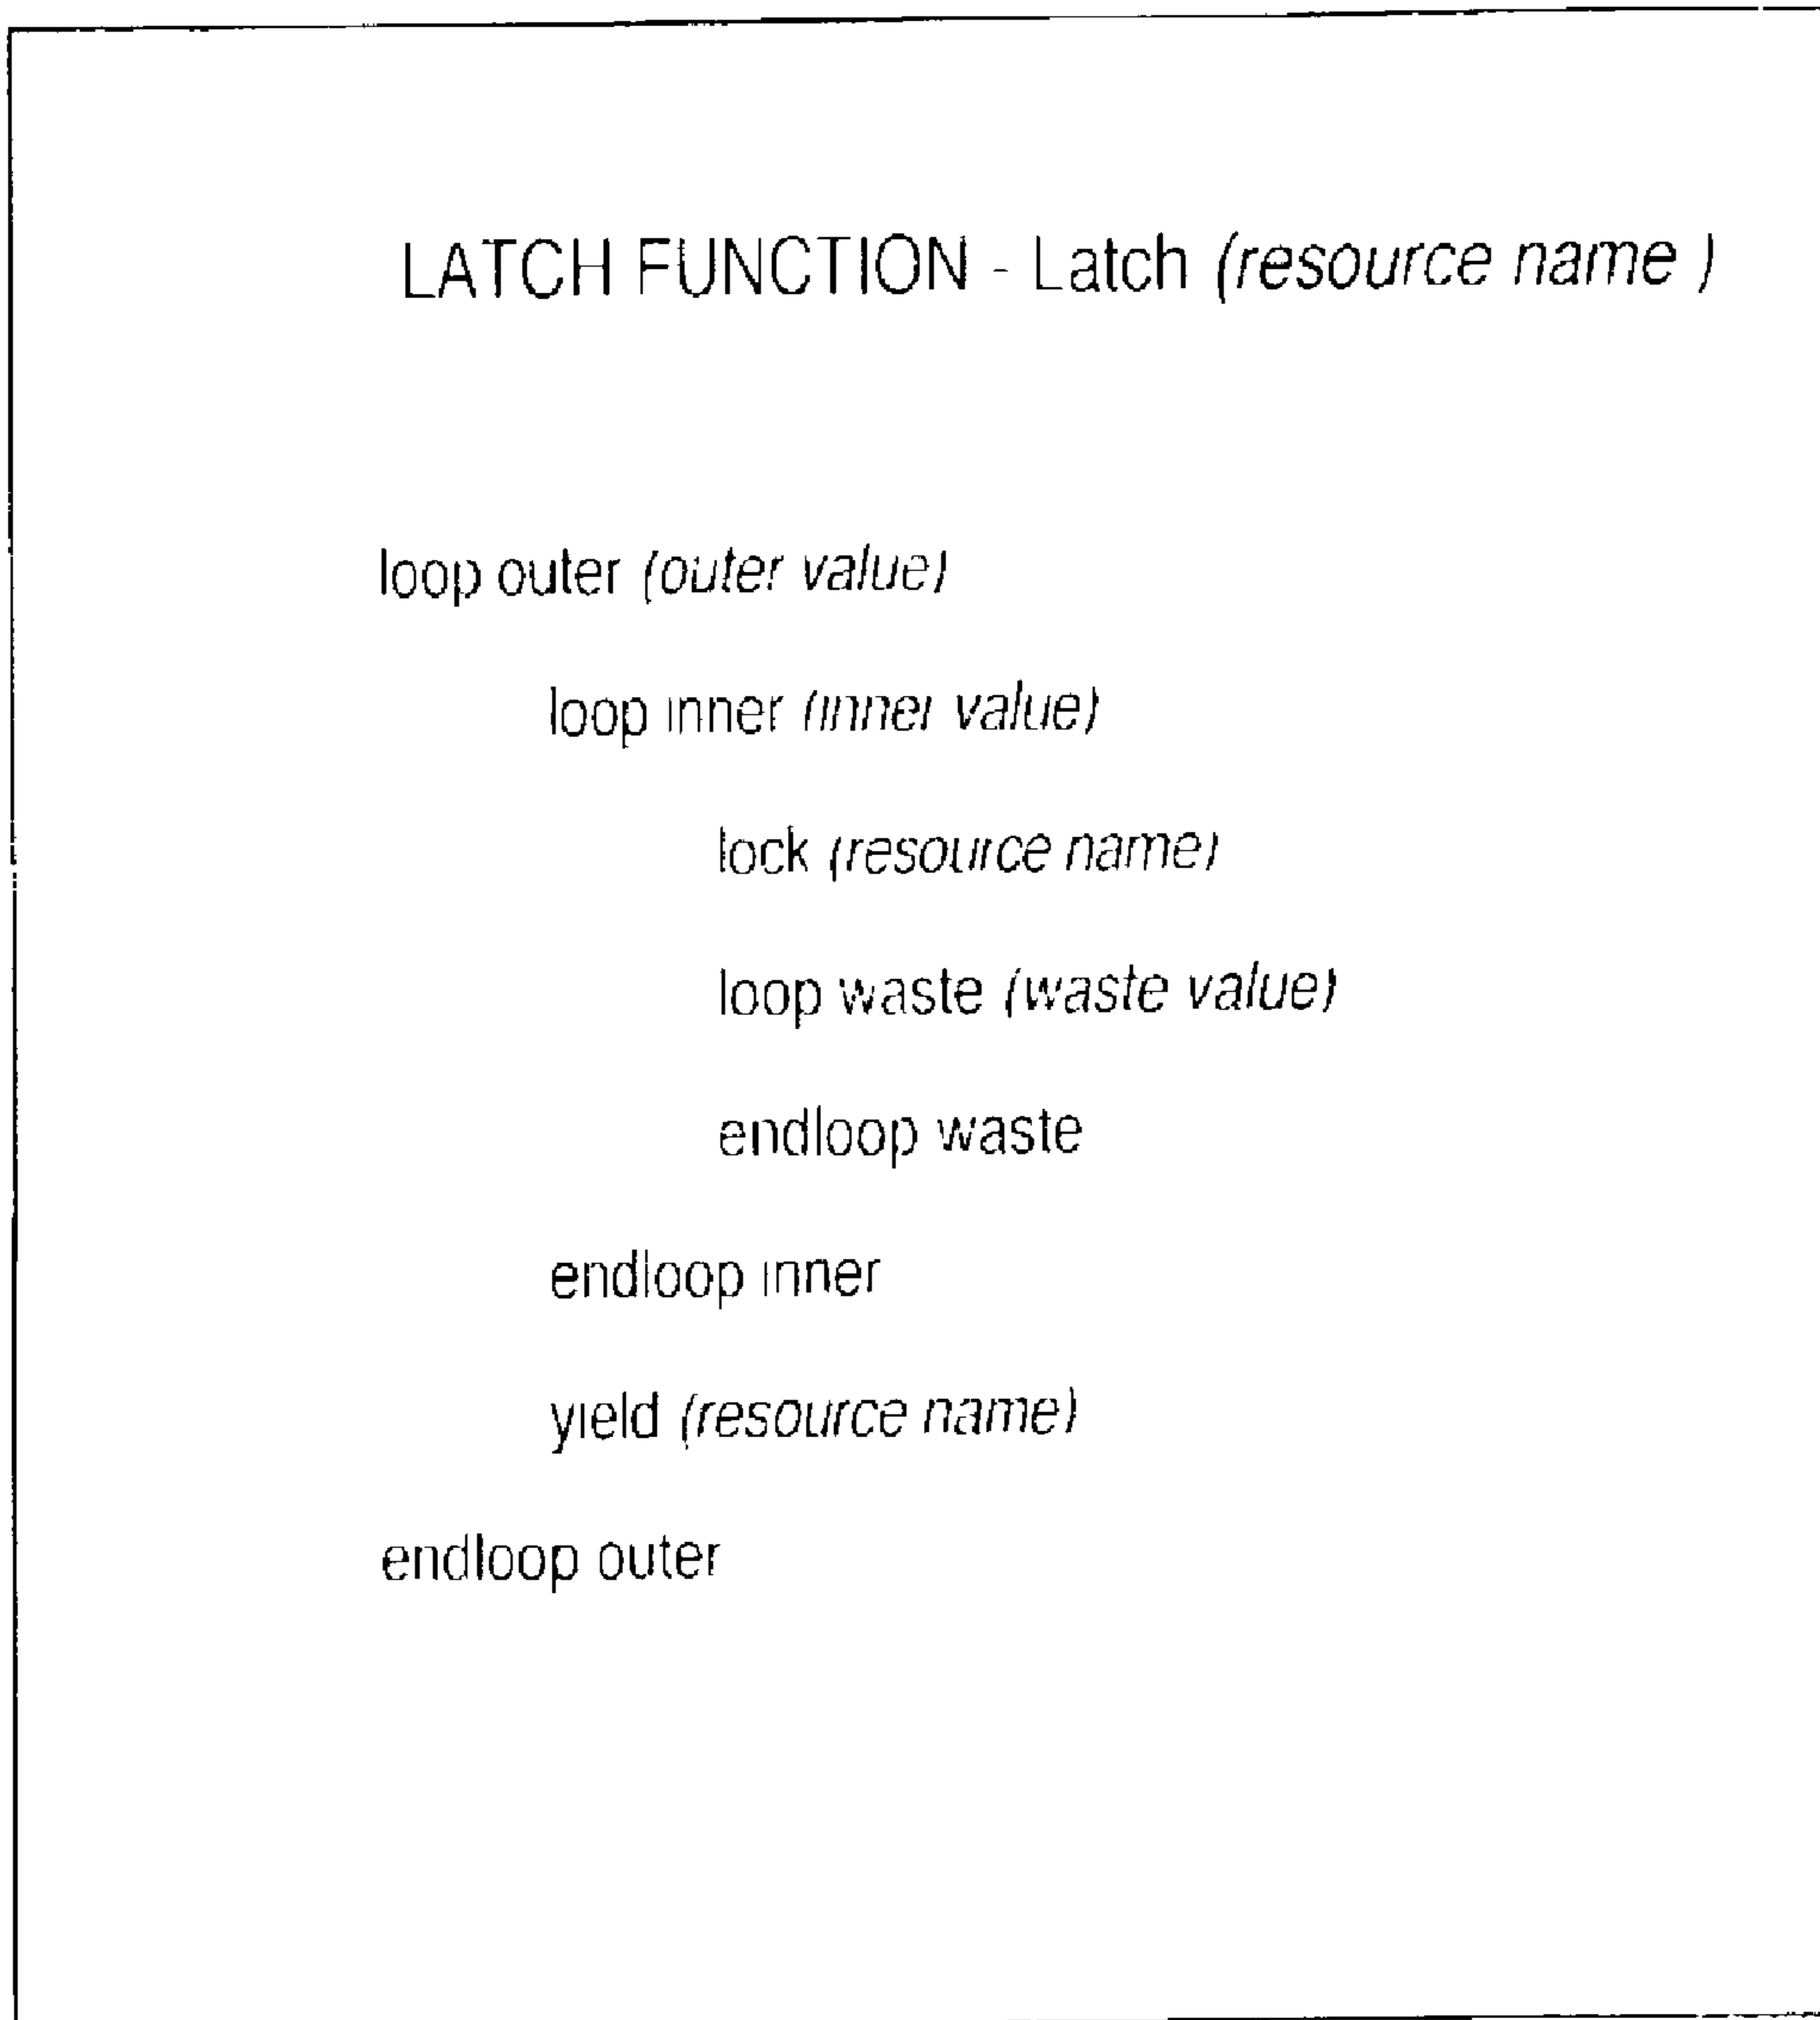 LATCH FUNCTION - Latch (resource name )
loop outer (outer value)
loop inner (inner value)
lock (resource name)
loop waste (waste value)
endloop waste
endloop inner
yield (resource name)
endloop outer